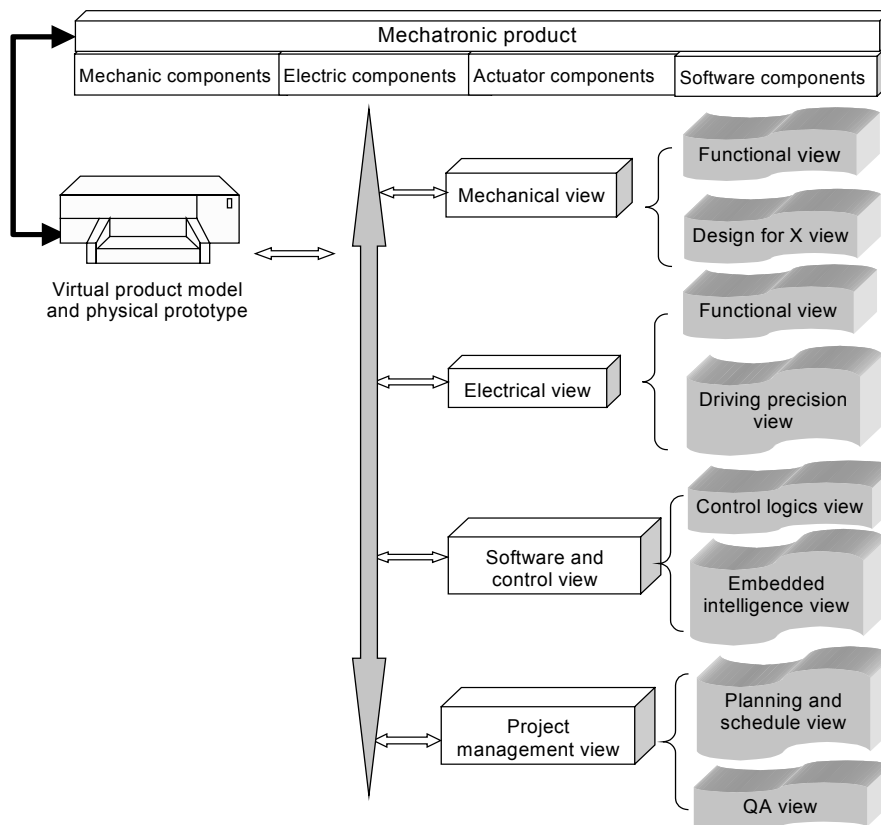 Mechatronic product
Mechanic components
Electric components
Actuator components
Software components
Functional view
Mechanical view
Design for X view
Virtual product model
and physical prototype
Functional view
Electrical view
Driving precision
view
Control logics view
Software and
control view
Embedded
intelligence view
Project
management view
Planning and
schedule view
QA view